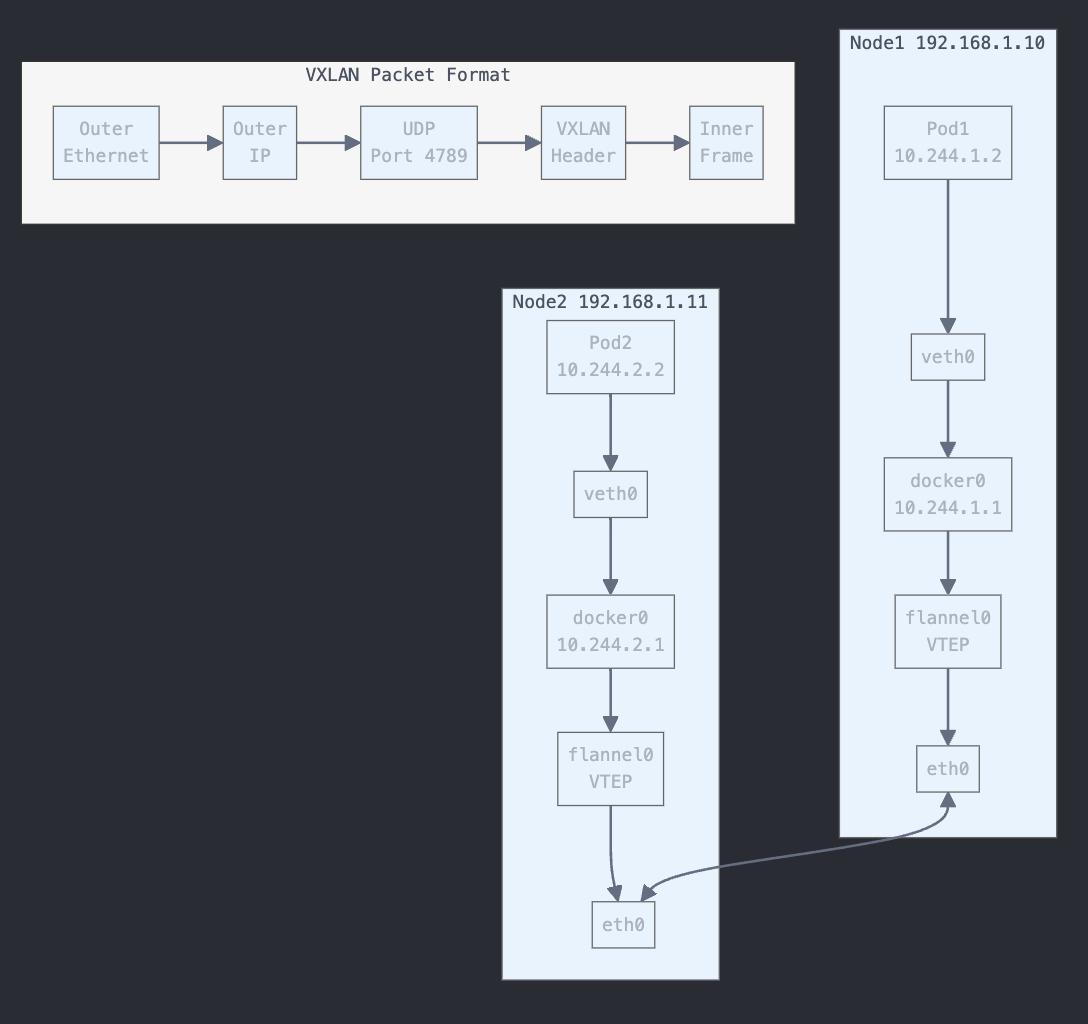 VXLAN Packet Format
Outer
Ethernet
Outer
IP
UDP
Port 4789
VXLAN
Header
Inner
Frame
Node1 192.168.1.10
Pod1
10.244.1.2
veth0
docker0
10.244.1.1
flannel0
VTEP
eth0
Node2 192.168.1.11
Pod2
10.244.2.2
veth0
docker0
10.244.2.1
flannel0
VTEP
eth0